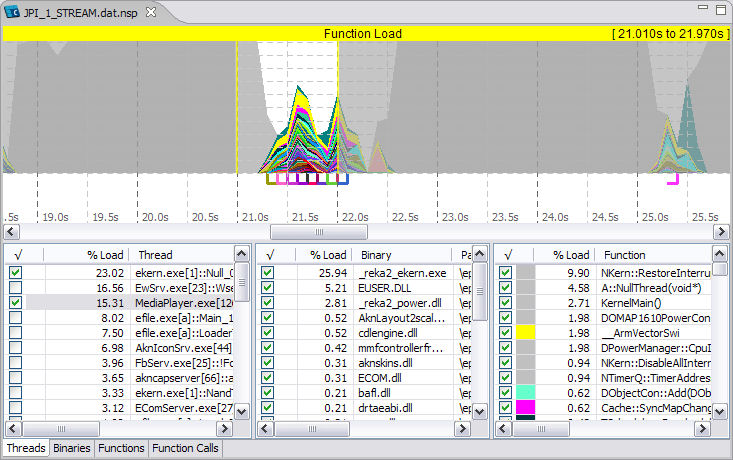 JPI_1_STREAM.dat.nsp
Function Load [ 21.010s to 21.970s]
.5s 19.0s 19.5s 20.0s 20.5s 21.0s 21.5s 22.0s 22.5s 23.0s 23.5s 24.0s 24.5s 25.0s 25.5s
√ % Load Thread
23.02 ekern.exe[1]::Null_0
16.56 EwSrv.exe[23]::Wse
15.31 MediaPlayer.exe[120
8.02 efile.exe[a]::Main_1
7.50 efile.exe[a]::Loader
6.98 AknIconSrv.exe[44]
3.96 FbServ.exe[25]::!Fo
3.65 akncapserver[66]::a
3.33 ekern.exe[1]::NandT
3.12 EComServer.exe[27
√ % Load Binary Pa
25.94 _reka2_ekern.exe \ep
5.21 EUSER.DLL \ep
2.81 _reka2_power.dll \ep
0.52 AknLayout2scal... \ep
0.52 cdlengine.dll \ep
0.42 mmfcontrollerfr... \ep
0.31 aknskins.dll \ep
0.31 ECOM.dll \ep
0.21 bafl.dll \ep
0.21 drtaeabi.dll \ep
√ % Load Function
9.90 NKern::RestoreInterru
4.58 A::NullThread(void*)
2.71 KernelMain()
1.98 DOMAP1610PowerCon
1.98 __ArmVectorSwi
1.98 DPowerManager::CpuI
0.94 NKern::DisableAllInter
0.94 NTimerQ::TimerAddres
0.62 DObjectCon::Add(DOb
0.62 Cache::SyncMapChang
Threads Binaries Functions Function Calls